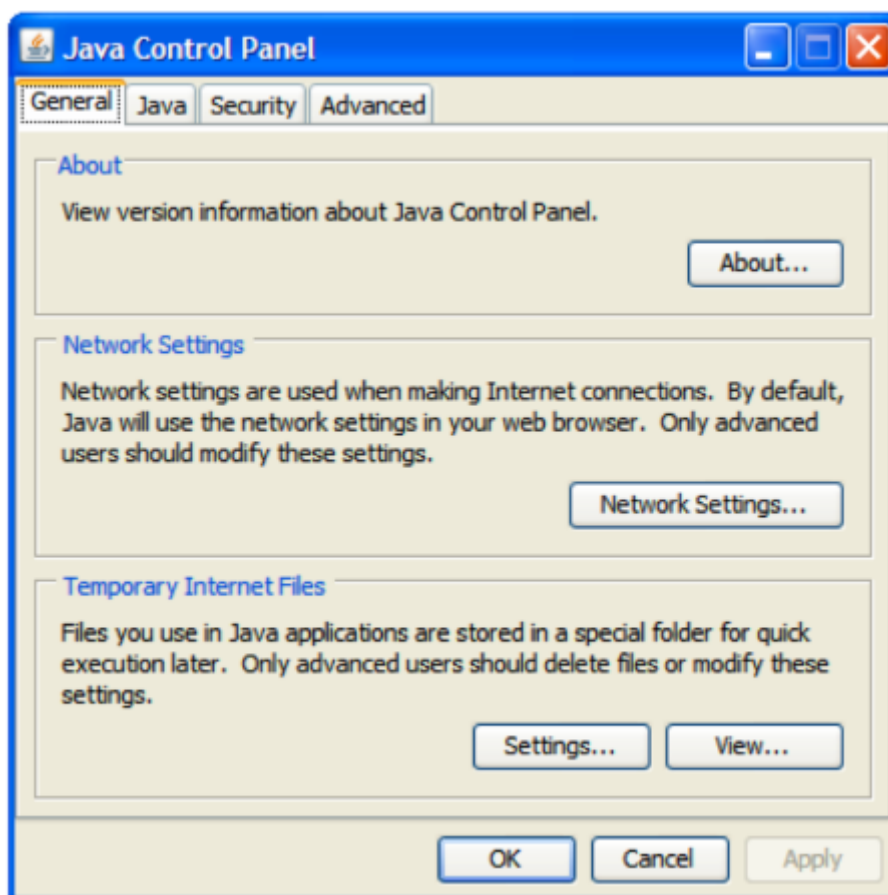 Java Control Panel
General Java Security Advanced
About
View version information about Java Control Panel.
About...
Network Settings
Network settings are used when making Internet connections.  By default,
Java will use the network settings in your web browser.  Only advanced
users should modify these settings.
Network Settings...
Temporary Internet Files
Files you use in Java applications are stored in a special folder for quick
execution later.  Only advanced users should delete files or modify these
settings.
Settings... View...
OK Cancel Apply